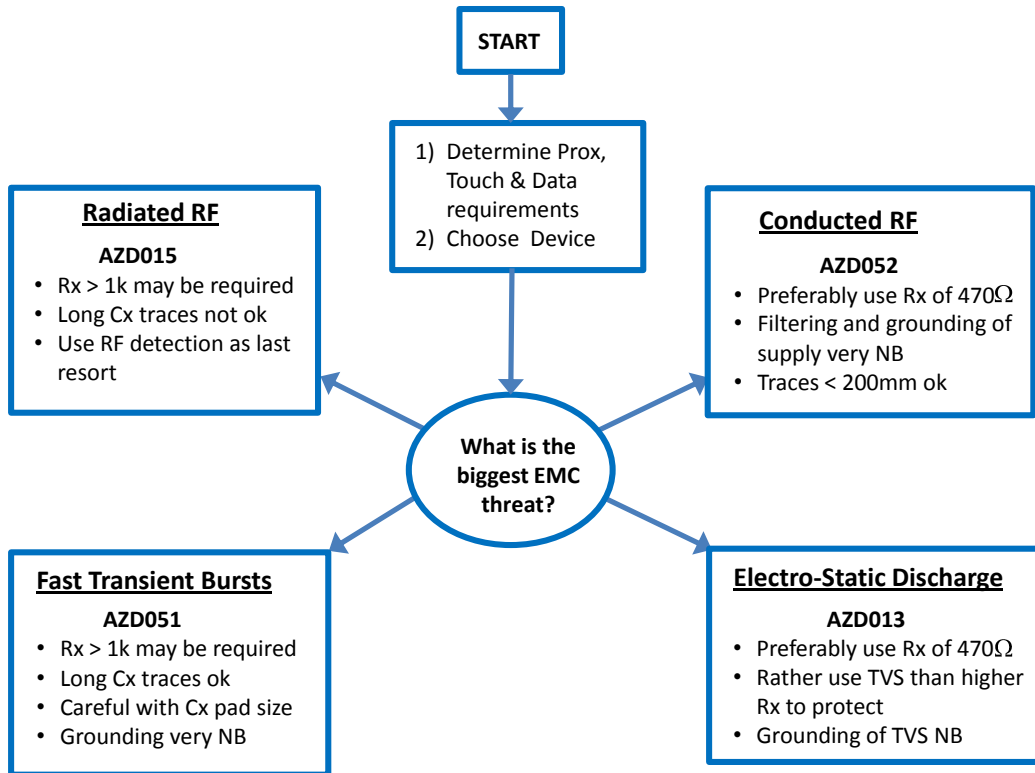 START
1) Determine Prox,
Touch & Data
requirements
2) Choose Device
Radiated RF
AZD015
• Rx > 1k may be required
• Long Cx traces not ok
• Use RF detection as last
resort
Conducted RF
AZD052
• Preferably use Rx of 470Ω
• Filtering and grounding of
supply very NB
• Traces < 200mm ok
What is the
biggest EMC
threat?
Fast Transient Bursts
AZD051
• Rx > 1k may be required
• Long Cx traces ok
• Careful with Cx pad size
• Grounding very NB
Electro-Static Discharge
AZD013
• Preferably use Rx of 470Ω
• Rather use TVS than higher
Rx to protect
• Grounding of TVS NB